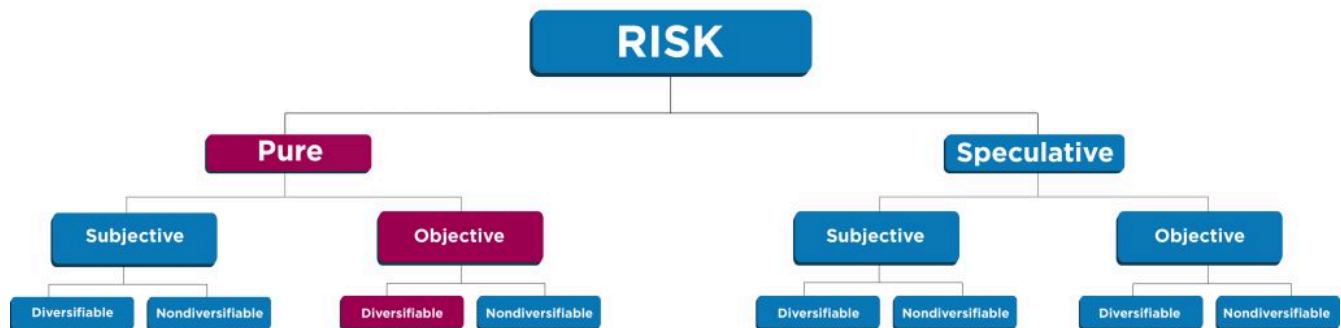 RISK
Pure
Speculative
Subjective
Objective
Subjective
Objective
Diversifiable
Nondiversifiable
Diversifiable
Nondiversifiable
Diversifiable
Nondiversifiable
Diversifiable
Nondiversifiable